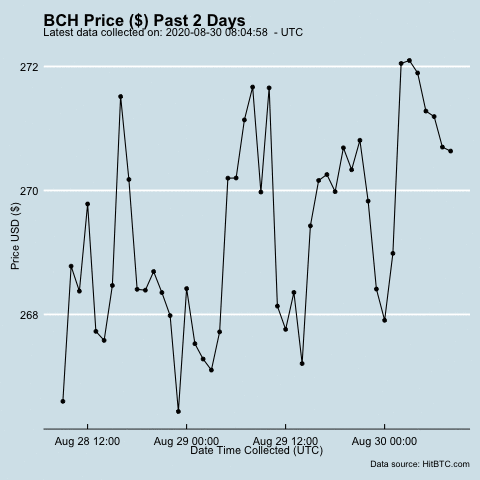 BCH Price ($) Past 2 Days
Latest data collected on: 2020-08-30 08:04:58 - UTC
272
270
268
Price USD ($)
Aug 28 12:00 Aug 29 00:00 Aug 29 12:00 Aug 30 00:00
Date Time Collected (UTC)
Data source: HitBTC.com